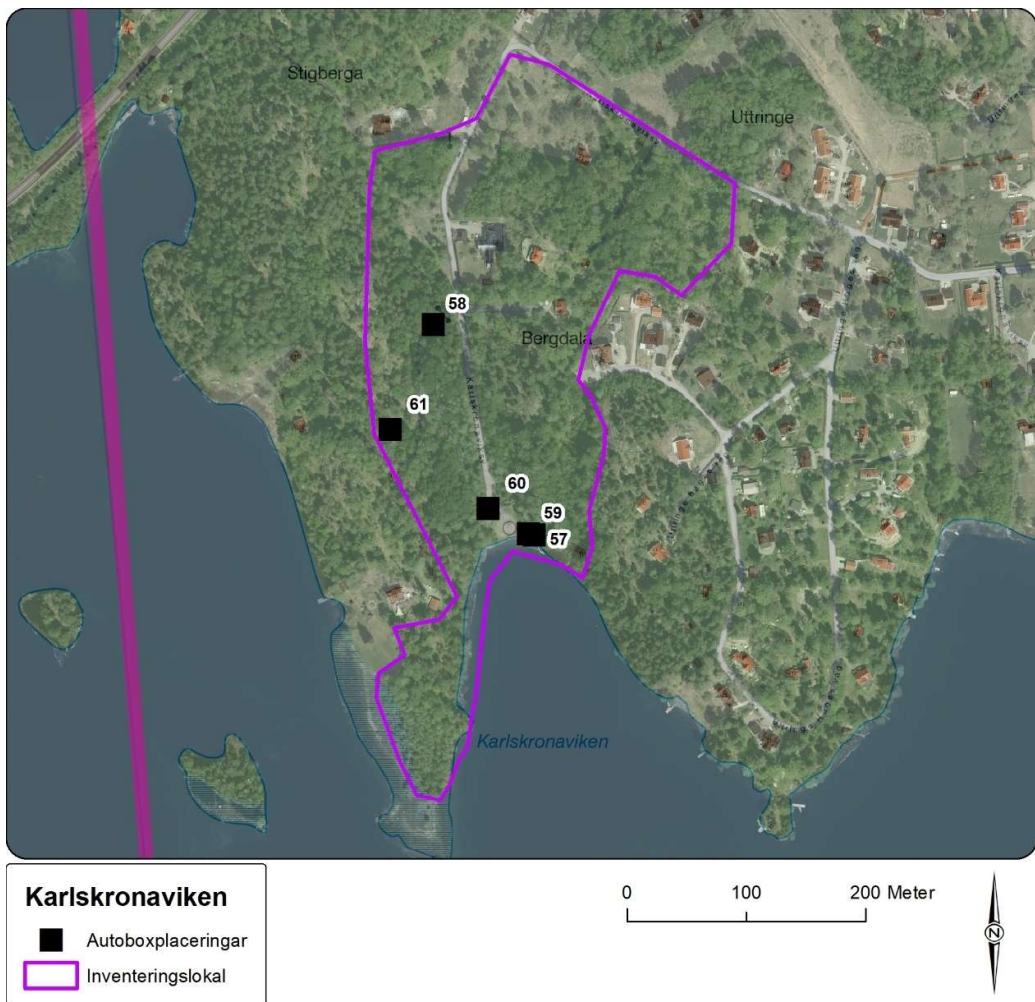 Stigberga
Uttringe
58
Bergdala
61
60
59
57
Karlskronaviken
Karlskronaviken
Autoboxplaceringar
Inventeringslokal
0 100 200 Meter
N